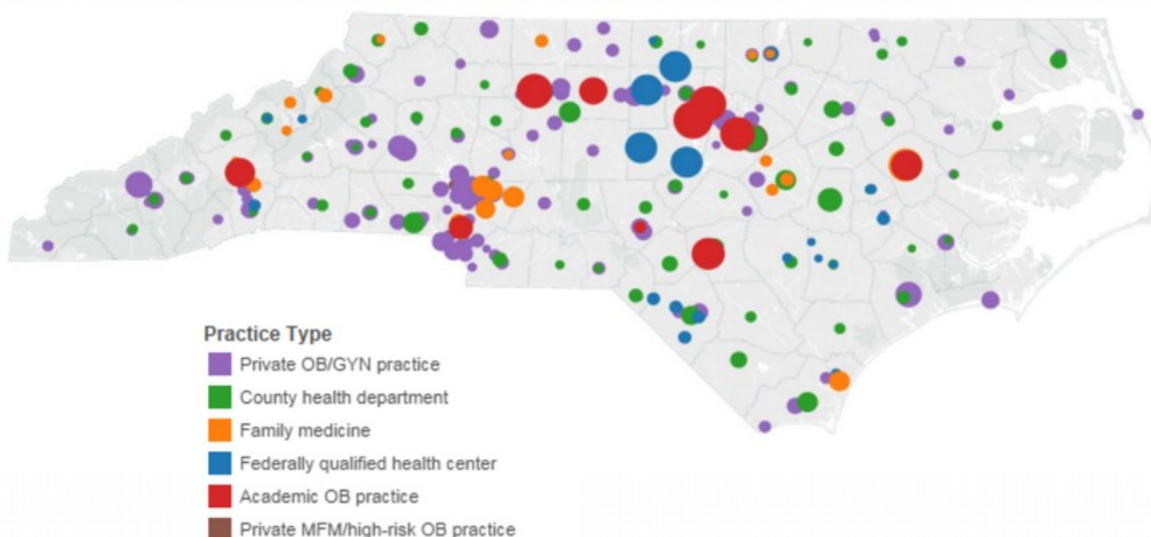 Practice Type
Private OB/GYN practice
County health department
Family medicine
Federally qualified health center
Academic OB practice
Private MFM/high-risk OB practice